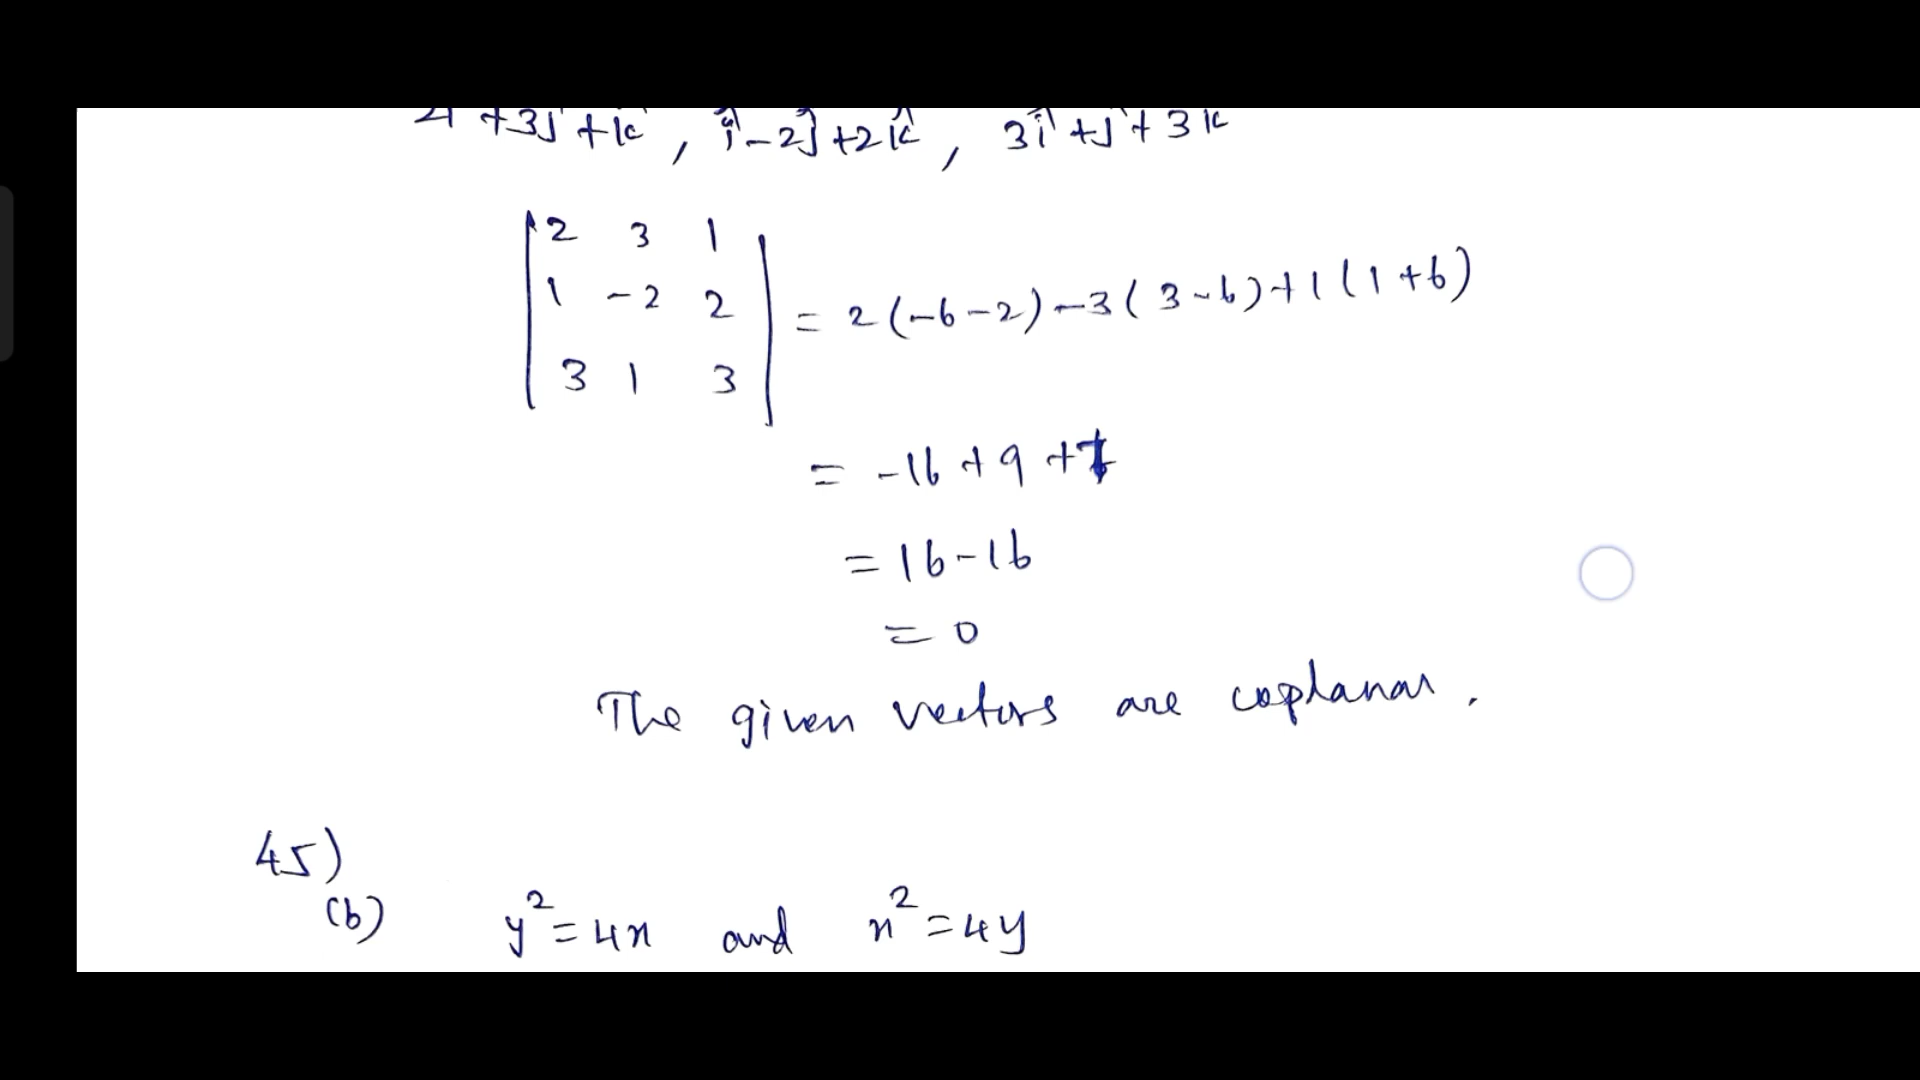 +3j+k, i-2j+2k, 3i+j+3k
2 3 1
1 -2 2 = 2(-6-2)-3(3-6)+1(1+6)
3 1 3
= -16+9+7
= 16-16
= 0
The given vectors are coplanar.
45)
(b) y²=4x and x²=4y